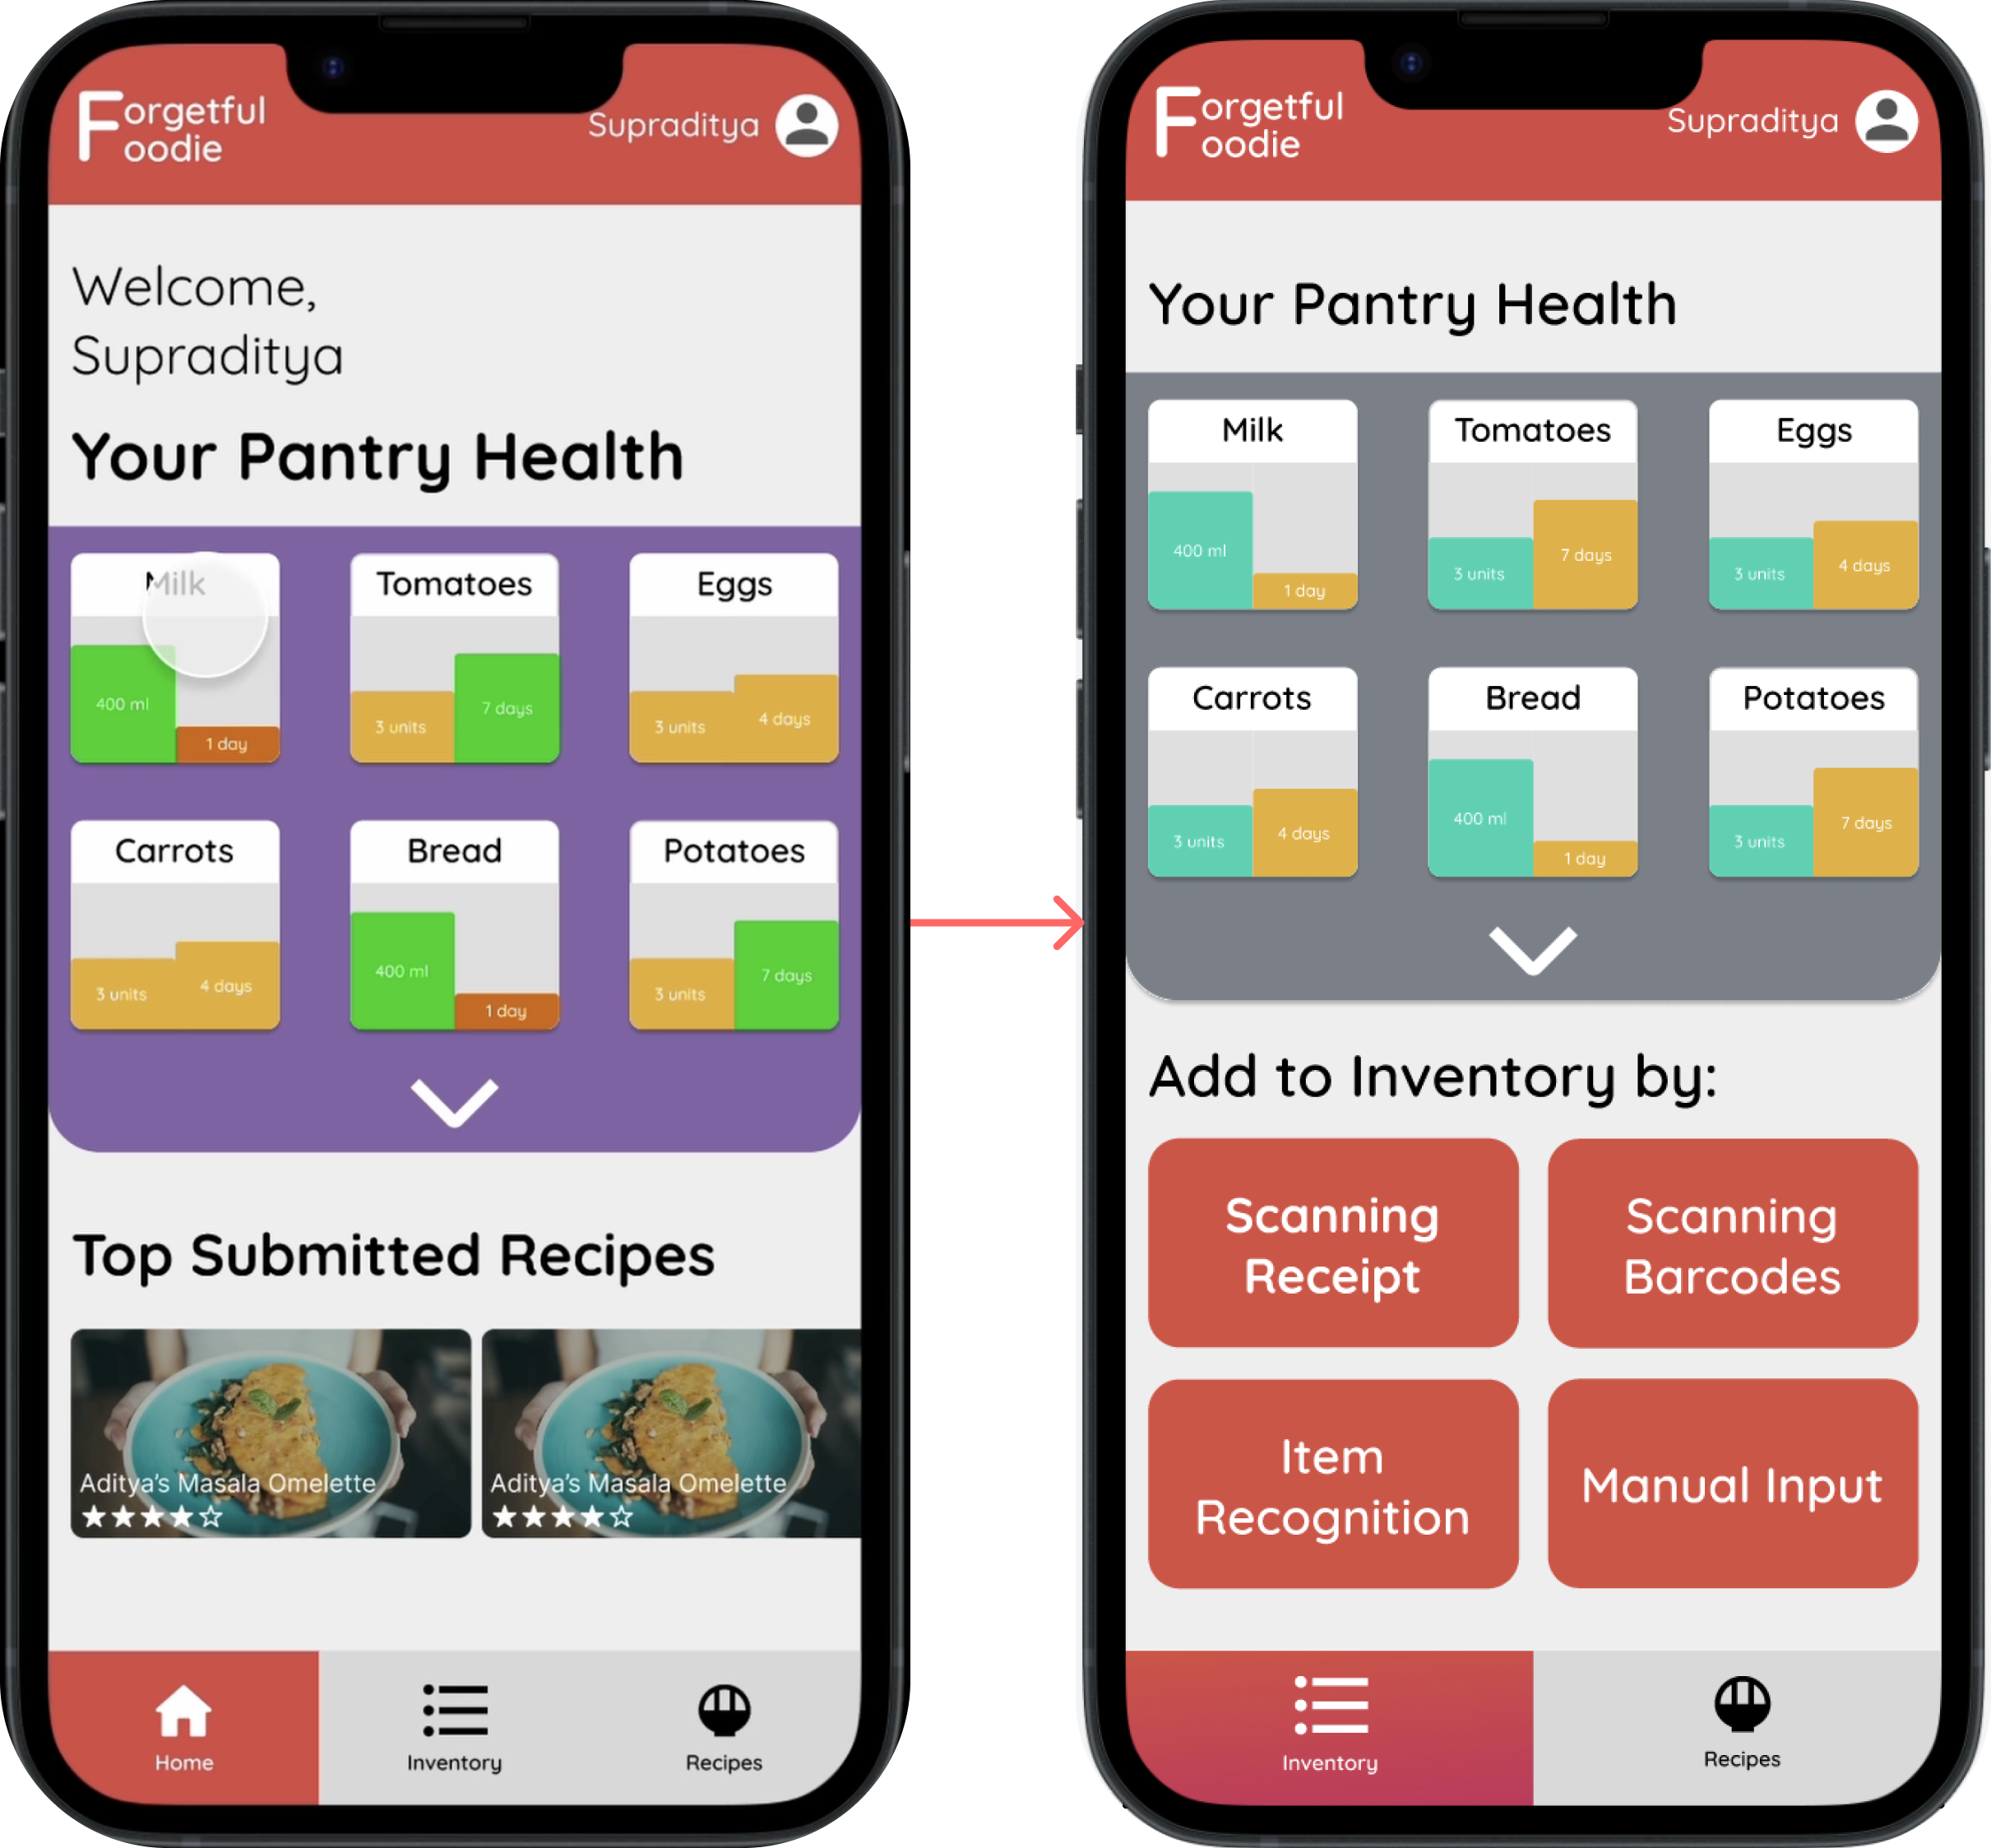 Forgetful
Foodie
Supraditya
Welcome,
Supraditya
Your Pantry Health
Milk
Tomatoes
Eggs
400 ml
1 day
3 units
7 days
3 units
4 days
Carrots
Bread
Potatoes
3 units
4 days
400 ml
1 day
3 units
7 days
Top Submitted Recipes
Aditya's Masala Omelette
Aditya's Masala Omelette
Home
Inventory
Recipes
Forgetful
Foodie
Supraditya
Your Pantry Health
Milk
Tomatoes
Eggs
400 ml
1 day
3 units
7 days
3 units
4 days
Carrots
Bread
Potatoes
3 units
4 days
400 ml
1 day
3 units
7 days
Add to Inventory by:
Scanning
Receipt
Scanning
Barcodes
Item
Recognition
Manual Input
Inventory
Recipes